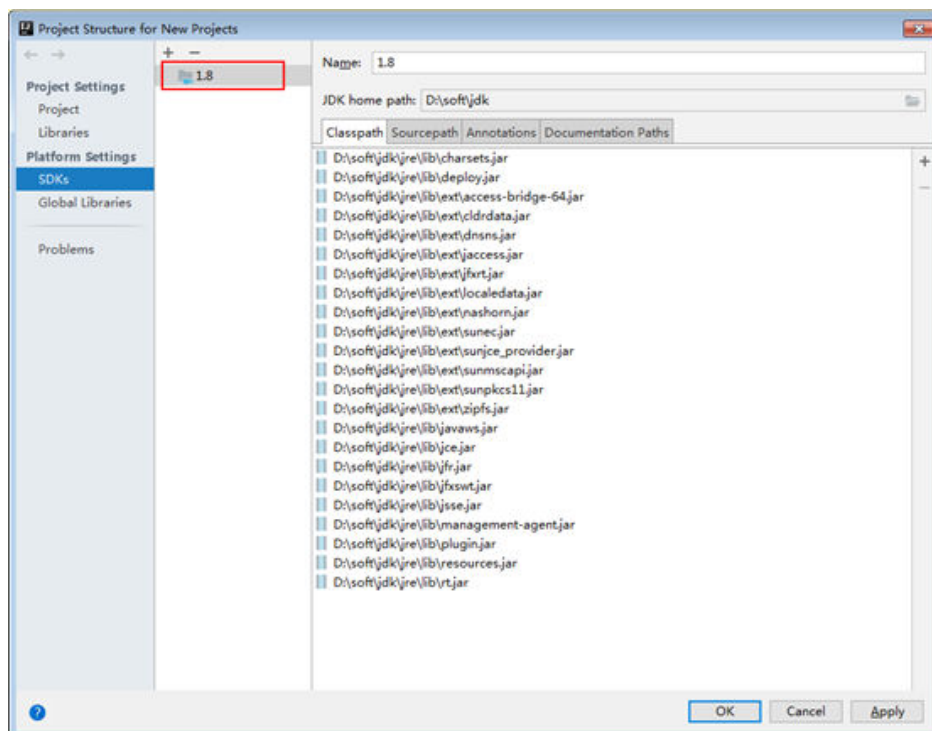 Project Structure for New Projects
Project Settings
Project
Libraries
Platform Settings
SDKs
Global Libraries
Problems
1.8
Name: 1.8
JDK home path: D:\soft\jdk
Classpath Sourcepath Annotations Documentation Paths
D:\soft\jdk\jre\lib\charsets.jar
D:\soft\jdk\jre\lib\deploy.jar
D:\soft\jdk\jre\lib\ext\access-bridge-64.jar
D:\soft\jdk\jre\lib\ext\cldrdata.jar
D:\soft\jdk\jre\lib\ext\dnsns.jar
D:\soft\jdk\jre\lib\ext\jaccess.jar
D:\soft\jdk\jre\lib\ext\jfxrt.jar
D:\soft\jdk\jre\lib\ext\localedata.jar
D:\soft\jdk\jre\lib\ext\nashorn.jar
D:\soft\jdk\jre\lib\ext\sunec.jar
D:\soft\jdk\jre\lib\ext\sunjce_provider.jar
D:\soft\jdk\jre\lib\ext\sunmscapi.jar
D:\soft\jdk\jre\lib\ext\sunpkcs11.jar
D:\soft\jdk\jre\lib\ext\zipfs.jar
D:\soft\jdk\jre\lib\javaws.jar
D:\soft\jdk\jre\lib\jce.jar
D:\soft\jdk\jre\lib\jfr.jar
D:\soft\jdk\jre\lib\jfxswt.jar
D:\soft\jdk\jre\lib\jsse.jar
D:\soft\jdk\jre\lib\management-agent.jar
D:\soft\jdk\jre\lib\plugin.jar
D:\soft\jdk\jre\lib\resources.jar
D:\soft\jdk\jre\lib\rt.jar
OK Cancel Apply